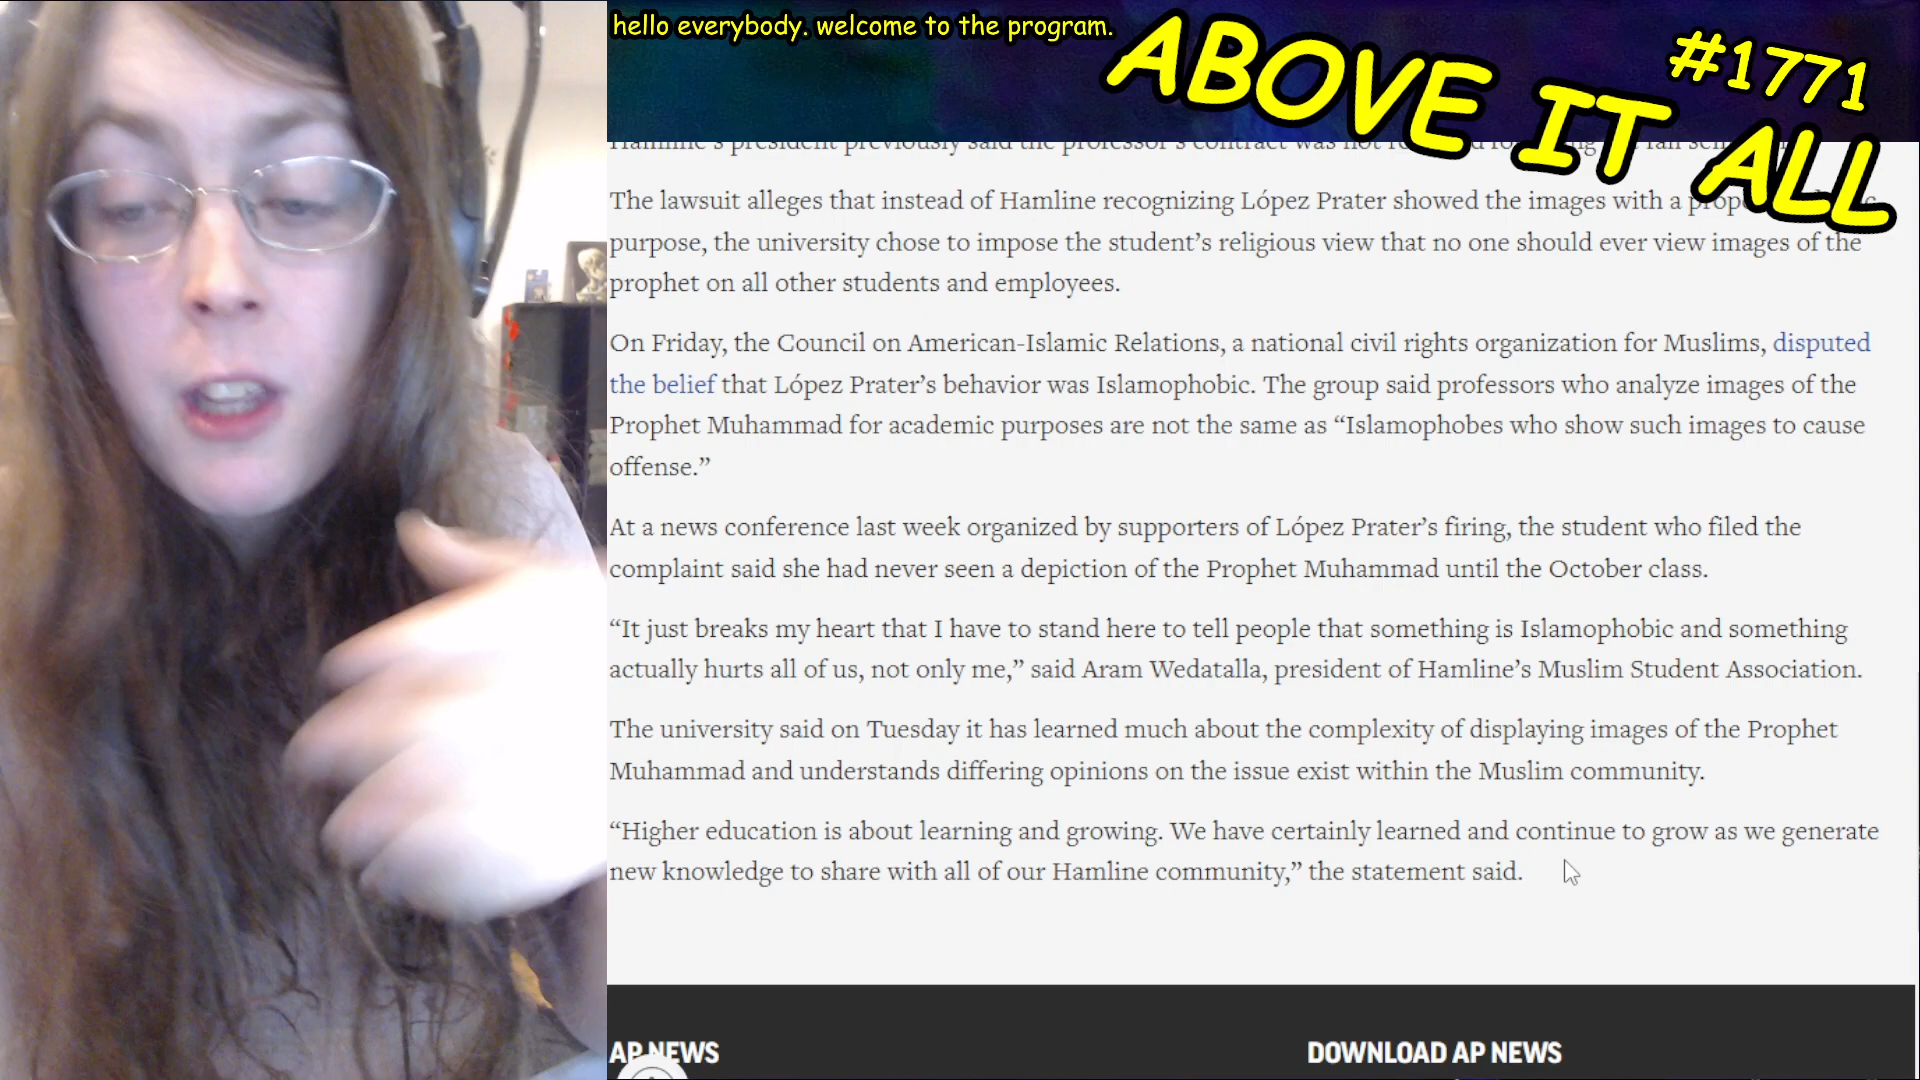 hello everybody. welcome to the program.
#1771
ABOVE IT ALL
Hamline's president previously said the professor's contract was not
The lawsuit alleges that instead of Hamline recognizing López Prater showed the images with a
purpose, the university chose to impose the student's religious view that no one should ever view images of the
prophet on all other students and employees.
On Friday, the Council on American-Islamic Relations, a national civil rights organization for Muslims, disputed
the belief that López Prater's behavior was Islamophobic. The group said professors who analyze images of the
Prophet Muhammad for academic purposes are not the same as “Islamophobes who show such images to cause
offense.”
At a news conference last week organized by supporters of López Prater's firing, the student who filed the
complaint said she had never seen a depiction of the Prophet Muhammad until the October class.
“It just breaks my heart that I have to stand here to tell people that something is Islamophobic and something
actually hurts all of us, not only me,” said Aram Wedatalla, president of Hamline's Muslim Student Association.
The university said on Tuesday it has learned much about the complexity of displaying images of the Prophet
Muhammad and understands differing opinions on the issue exist within the Muslim community.
“Higher education is about learning and growing. We have certainly learned and continue to grow as we generate
new knowledge to share with all of our Hamline community,” the statement said.
AP NEWS
DOWNLOAD AP NEWS